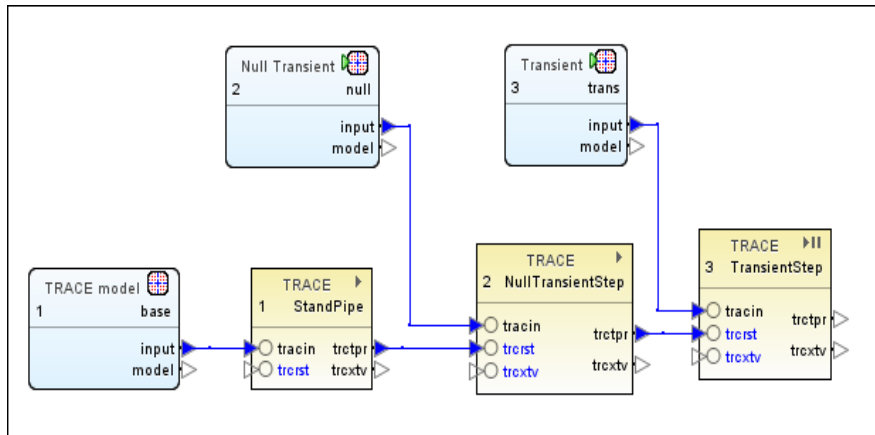 Null Transient
2
null
input
model
Transient
3
trans
input
model
TRACE model
1
base
input
model
TRACE
1 StandPipe
tracin
trctpr
trcrst
trcxtv
TRACE
2 NullTransientStep
tracin
trctpr
trcrst
trcxtv
trcxtv
TRACE
3 TransientStep
tracin
trctpr
trcrst
trcxtv
trcxtv